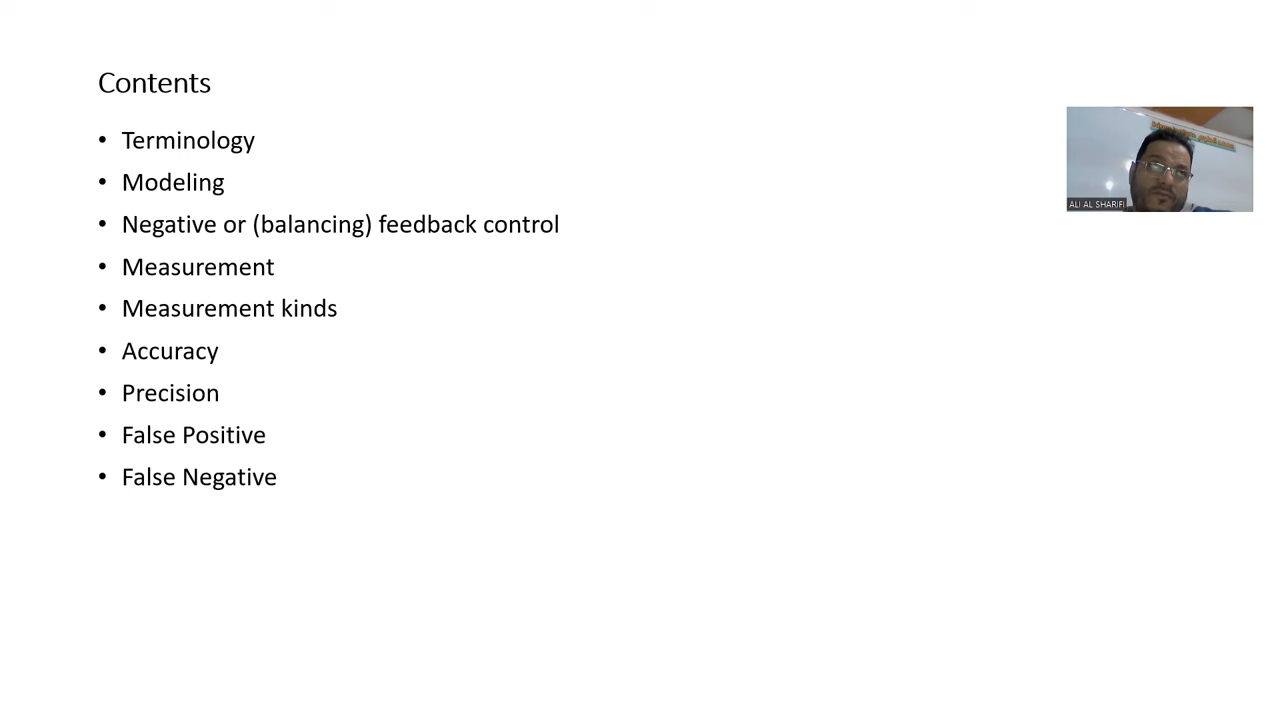 Contents
• Terminology
• Modeling
• Negative or (balancing) feedback control
• Measurement
• Measurement kinds
• Accuracy
• Precision
• False Positive
• False Negative
ALI AL SHARIFI